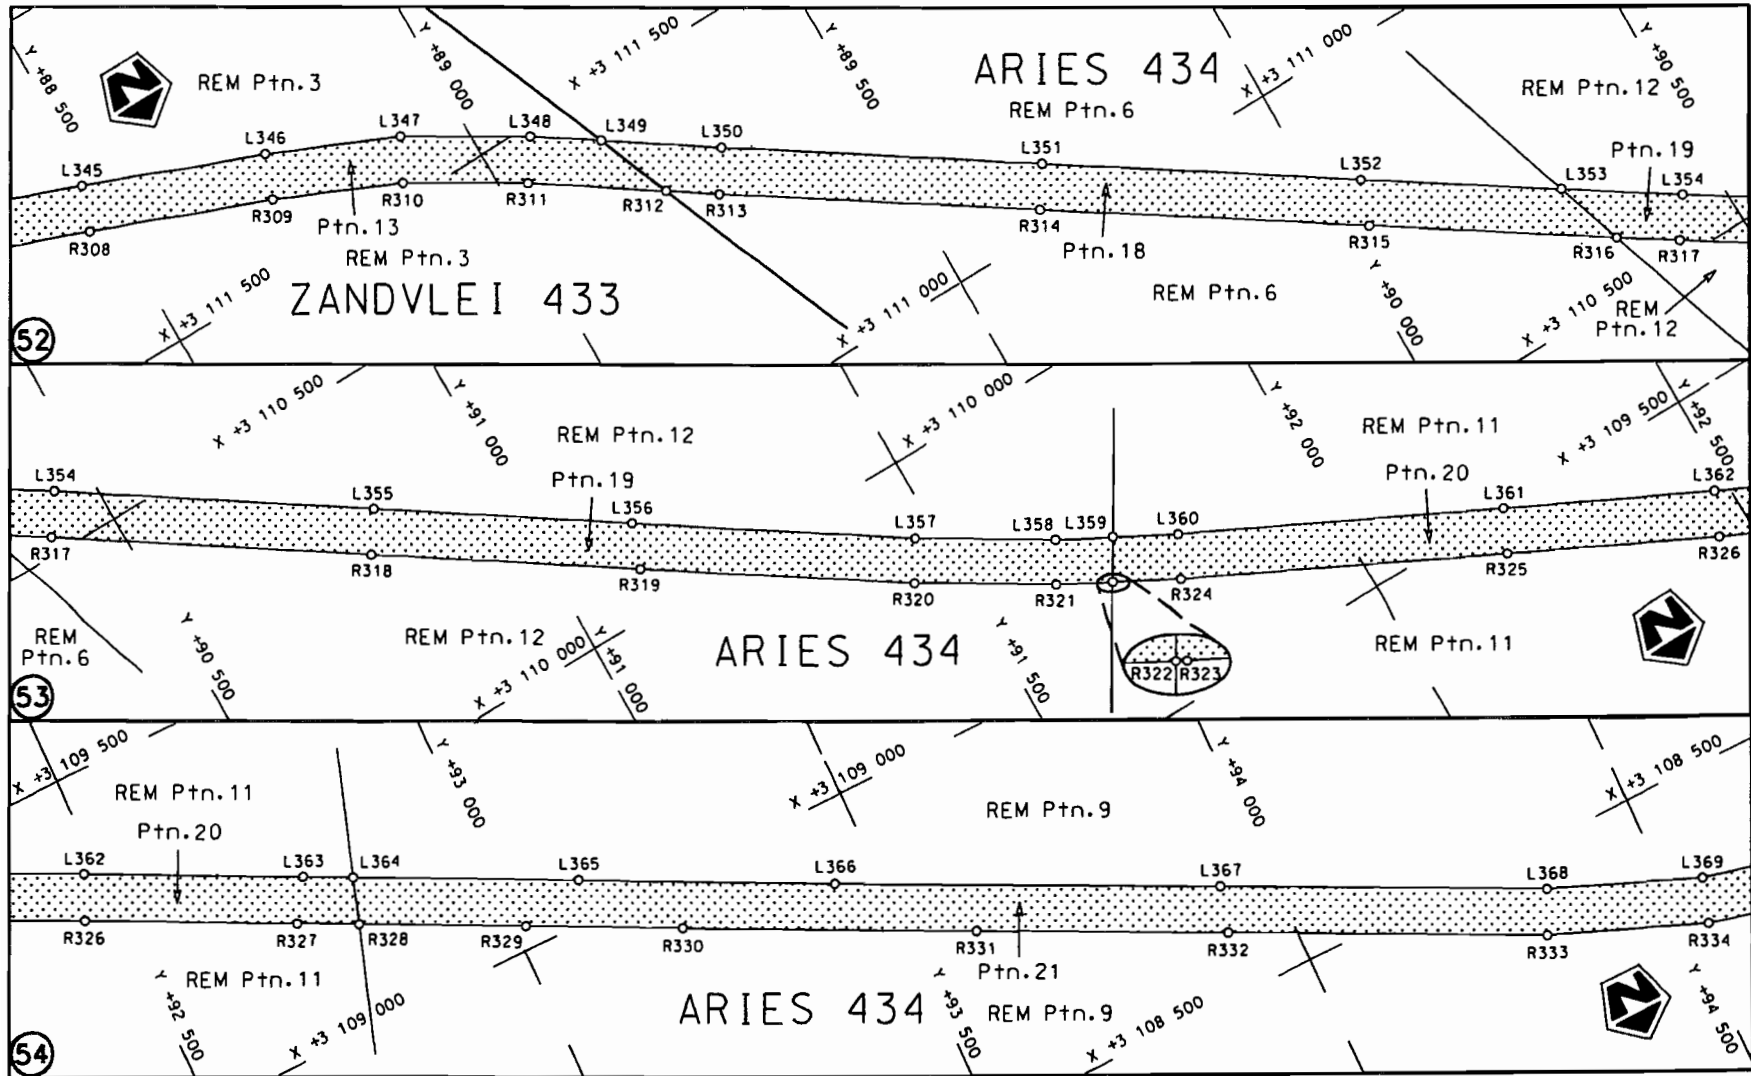 Y +88 500
REM Ptn.3
Y +89 000
X +3 111 500
Y +89 500
ARIES 434
REM Ptn.6
X +3 111 000
REM Ptn.12
Y +90 500
Ptn.19
L345
L346
L347
L348
L349
L350
L351
L352
L353
L354
R308
R309
R310
R311
R312
R313
R314
R315
R316
R317
Ptn.13
REM Ptn.3
Ptn.18
X +3 111 500
ZANDVLEI 433
X +3 111 000
REM Ptn.6
Y +90 000
X +3 110 500
REM
Ptn.12
52
X +3 110 500
Y +91 000
REM Ptn.12
X +3 110 000
Y +92 000
REM Ptn.11
X +3 109 500
Y +92 500
Ptn.19
Ptn.20
L354
L355
L356
L357
L358
L359
L360
L361
L362
R317
R318
R319
R320
R321
R324
R325
R326
REM
Ptn.6
Y +90 500
REM Ptn.12
X +3 110 000
Y +91 000
ARIES 434
Y +91 500
R322
R323
REM Ptn.11
53
X +3 109 500
Y +93 000
X +3 109 000
Y +94 000
X +3 108 500
REM Ptn.11
Ptn.20
REM Ptn.9
L362
L363
L364
L365
L366
L367
L368
L369
R326
R327
R328
R329
R330
R331
R332
R333
R334
Y +92 500
REM Ptn.11
X +3 109 000
ARIES 434
Y +93 500
Ptn.21
REM Ptn.9
X +3 108 500
Y +94 500
54